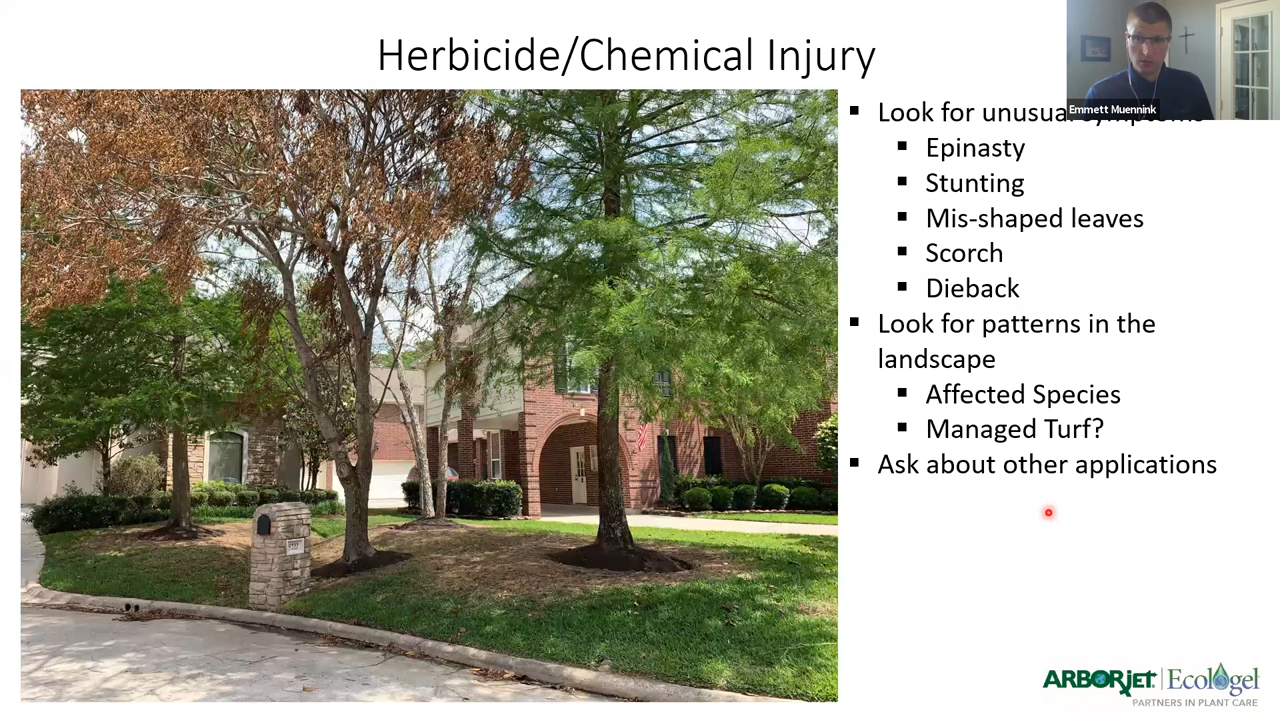 Herbicide/Chemical Injury
Emmett Muennink
Look for unusual symptoms
Epinasty
Stunting
Mis-shaped leaves
Scorch
Dieback
Look for patterns in the
landscape
Affected Species
Managed Turf?
Ask about other applications
ARBORJET Ecologel
PARTNERS IN PLANT CARE